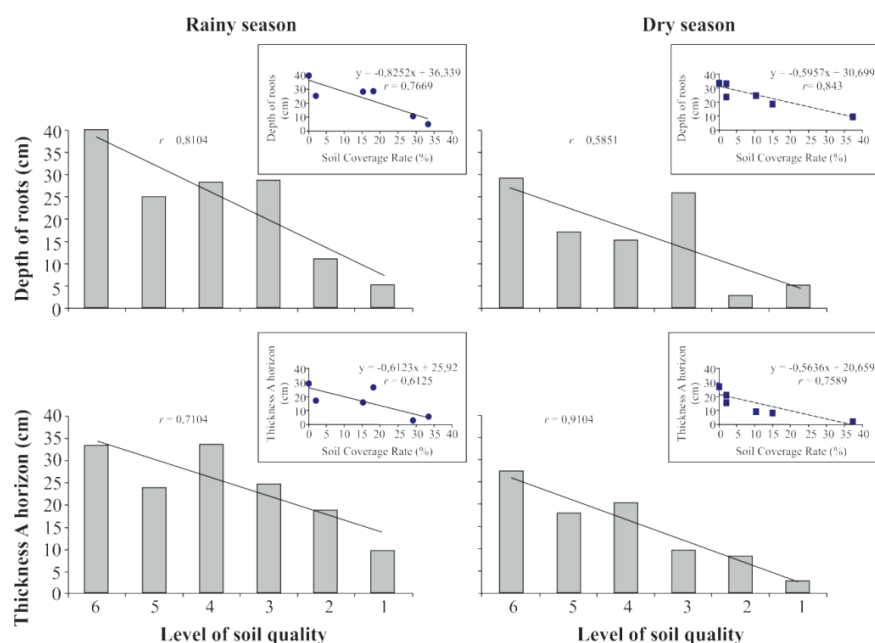 Rainy season
Dry season
Depth of roots (cm)
40
35
30
25
20
15
10
5
0
r 0,8104
Depth of roots
(cm)
40
30
20
10
0
y = -0,8252x + 36,339
r = 0,7669
0 5 10 15 20 25 30 35 40
Soil Coverage Rate (%)
r 0,5851
Depth of roots
(cm)
40
30
20
10
0
y = -0,5957x + 30,699
r= 0,843
0 5 10 15 20 25 30 35 40
Soil Coverage Rate (%)
Thickness A horizon (cm)
40
35
30
25
20
15
10
5
0
r = 0,7104
Thickness A horizon
(cm)
40
30
20
10
0
y = -0,6123x + 25,92
r = 0,6125
0 5 10 15 20 25 30 35 40
Soil Coverage Rate (%)
6 5 4 3 2 1
Level of soil quality
r = 0,9104
Thickness A horizon
(cm)
40
30
20
10
0
y = -0,5636x + 20,659
r = 0,7589
0 5 10 15 20 25 30 35 40
Soil Coverage Rate (%)
6 5 4 3 2 1
Level of soil quality